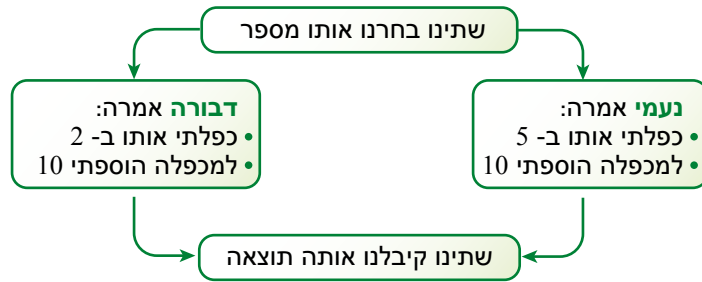 שתינו בחרנו אותו מספר
נעמי אמרה:
• כפלתי אותו ב- 5
• למכפלה הוספתי 10
דבורה אמרה:
• כפלתי אותו ב- 2
• למכפלה הוספתי 10
שתינו קיבלנו אותה תוצאה